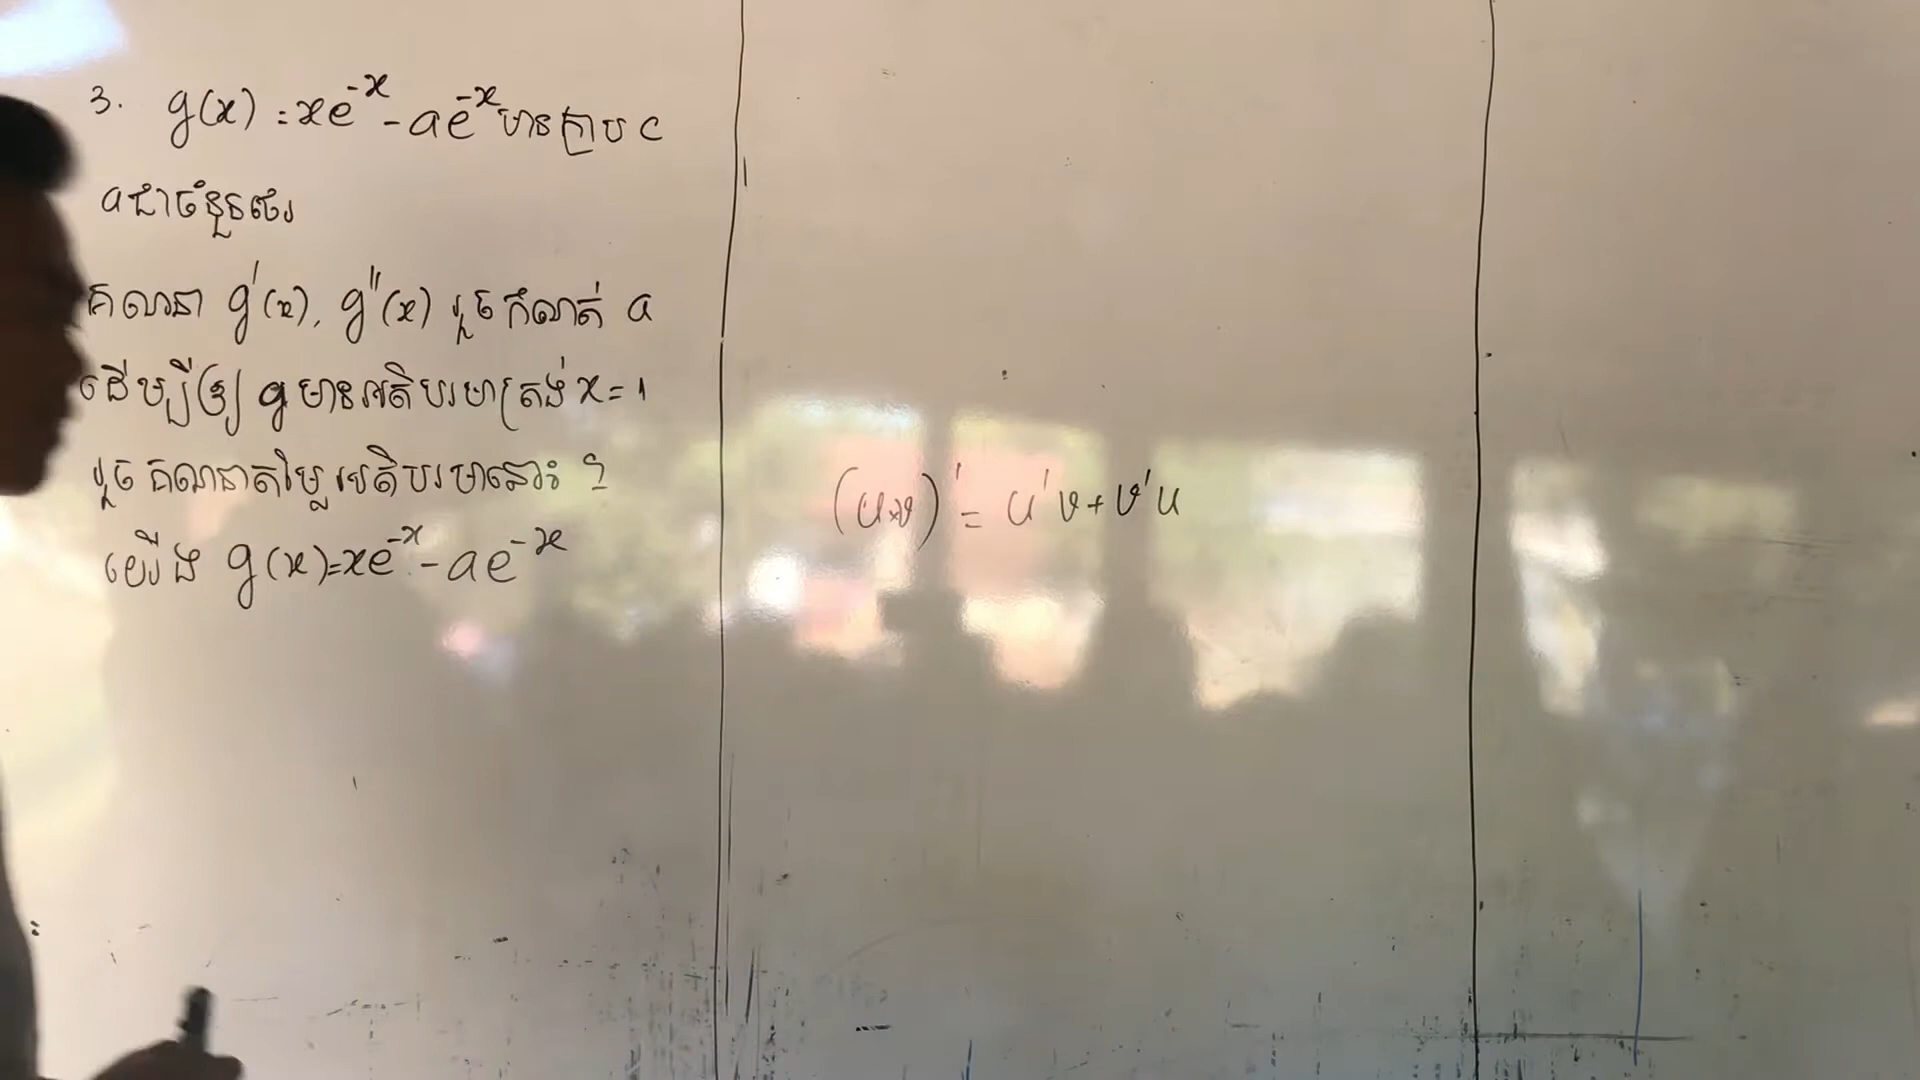 3. g(x) = xe^{-x} - ae^{-x} មានក្រាប C
a ជាចំនួនថេរ
គណនា g'(x), g''(x) រួចកំណត់ a
ដើម្បីឲ្យ g មានអតិបរមាត្រង់ x = 1
រួចគណនាតម្លៃអតិបរមានោះ ?
យើង g(x) = xe^{-x} - ae^{-x}
(u×v)' = u'v + v'u